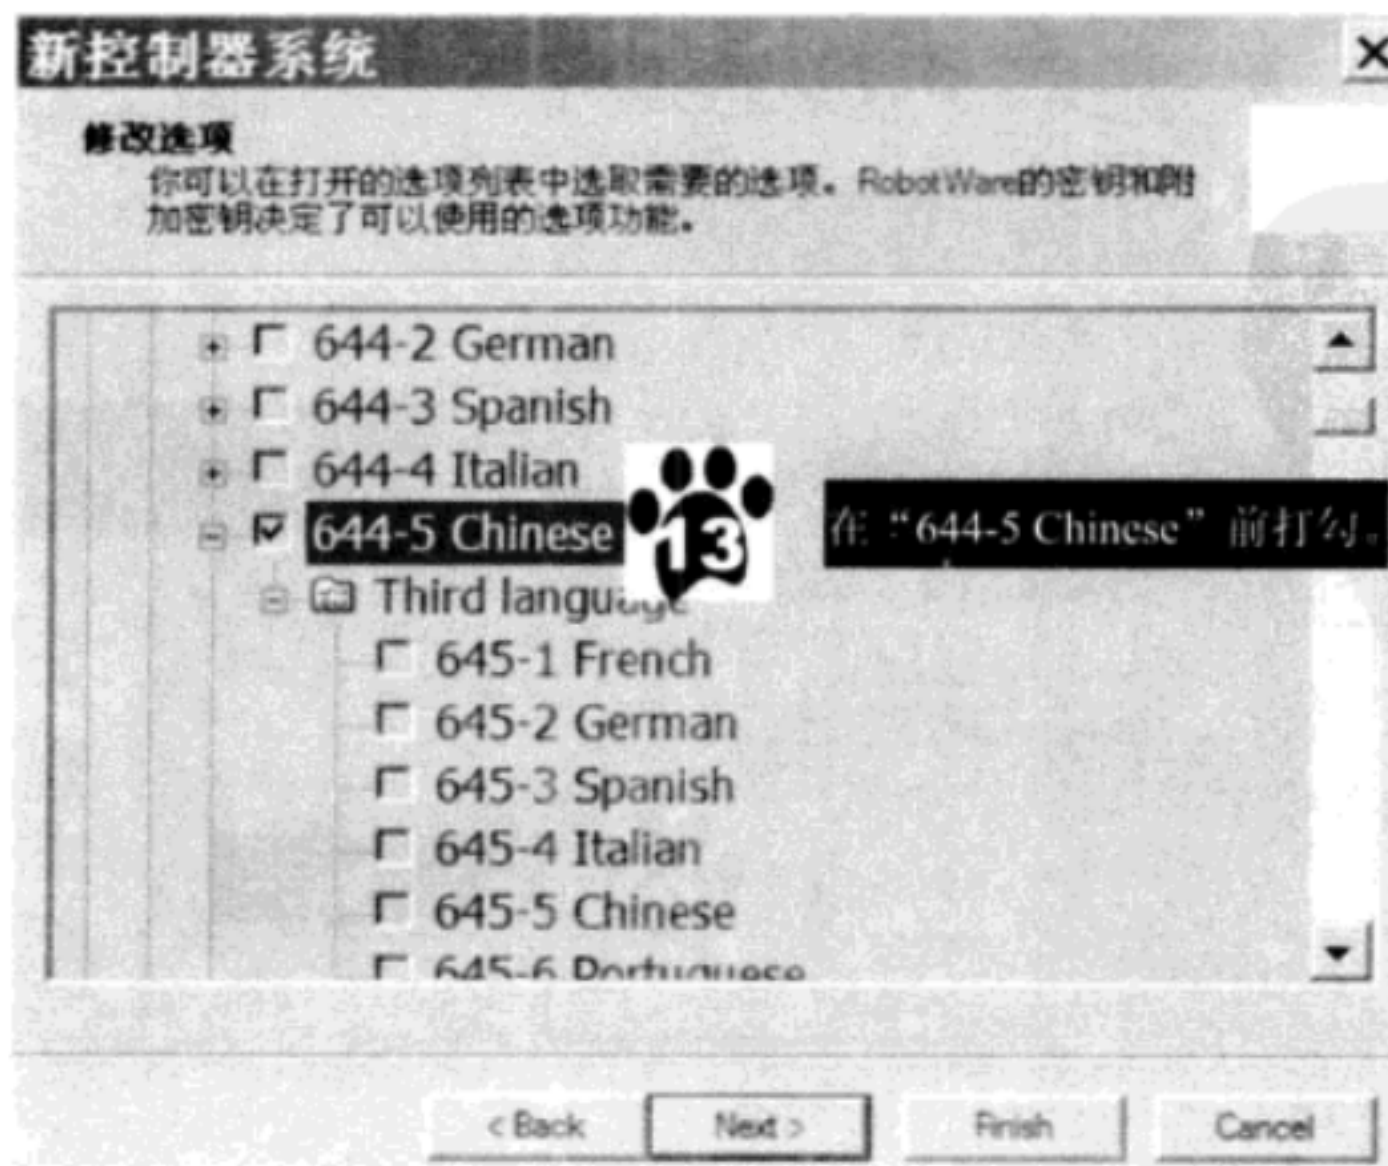 新控制器系统
修改选项
你可以在打开的选项列表中选取需要的选项。RobotWare的密钥和附
加密钥决定了可以使用的选项功能。
644-2 German
644-3 Spanish
644-4 Italian
644-5 Chinese
13
在“644-5 Chinese”前打勾。
Third language
645-1 French
645-2 German
645-3 Spanish
645-4 Italian
645-5 Chinese
645-6 Portuguese
< Back
Next >
Finish
Cancel